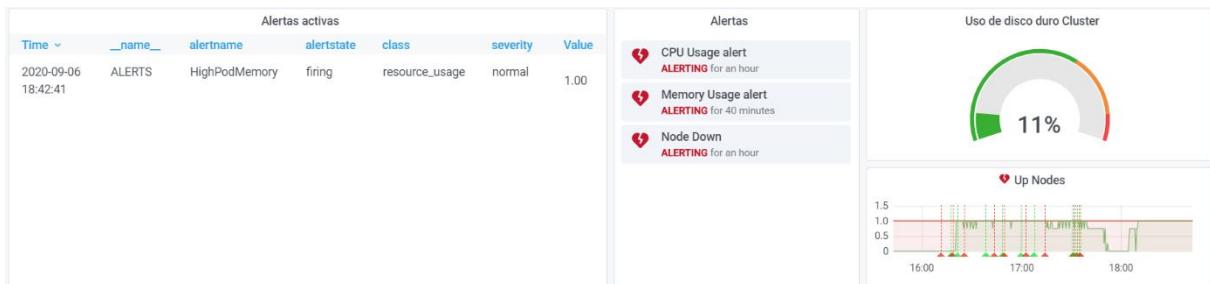 Alertas activas
Time __name__ alertname alertstate class severity Value
2020-09-06 ALERTS HighPodMemory firing resource_usage normal 1.00
18:42:41
Alertas
CPU Usage alert
ALERTING for an hour
Memory Usage alert
ALERTING for 40 minutes
Node Down
ALERTING for an hour
Uso de disco duro Cluster
11%
Up Nodes
1.5
1.0
0.5
0
16:00 17:00 18:00